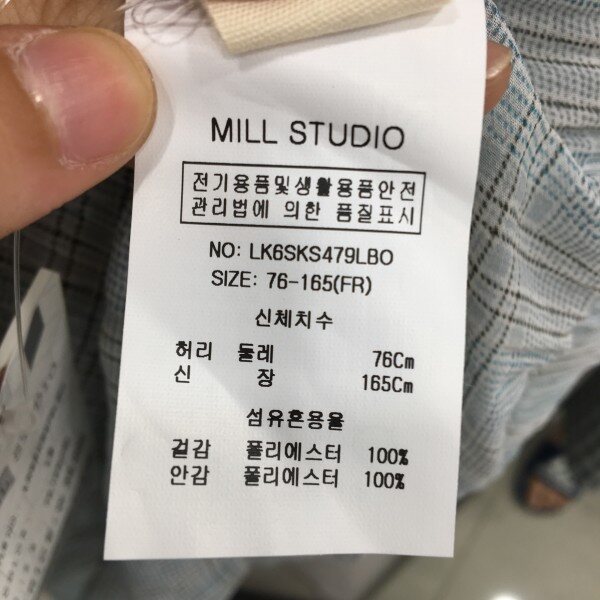 MILL STUDIO
전기용품및생활용품안전
관리법에 의한 품질표시
NO: LK6SKS479LBO
SIZE: 76-165(FR)
신체치수
허리 둘레 76Cm
신 장 165Cm
섬유혼용율
겉감 폴리에스터 100%
안감 폴리에스터 100%